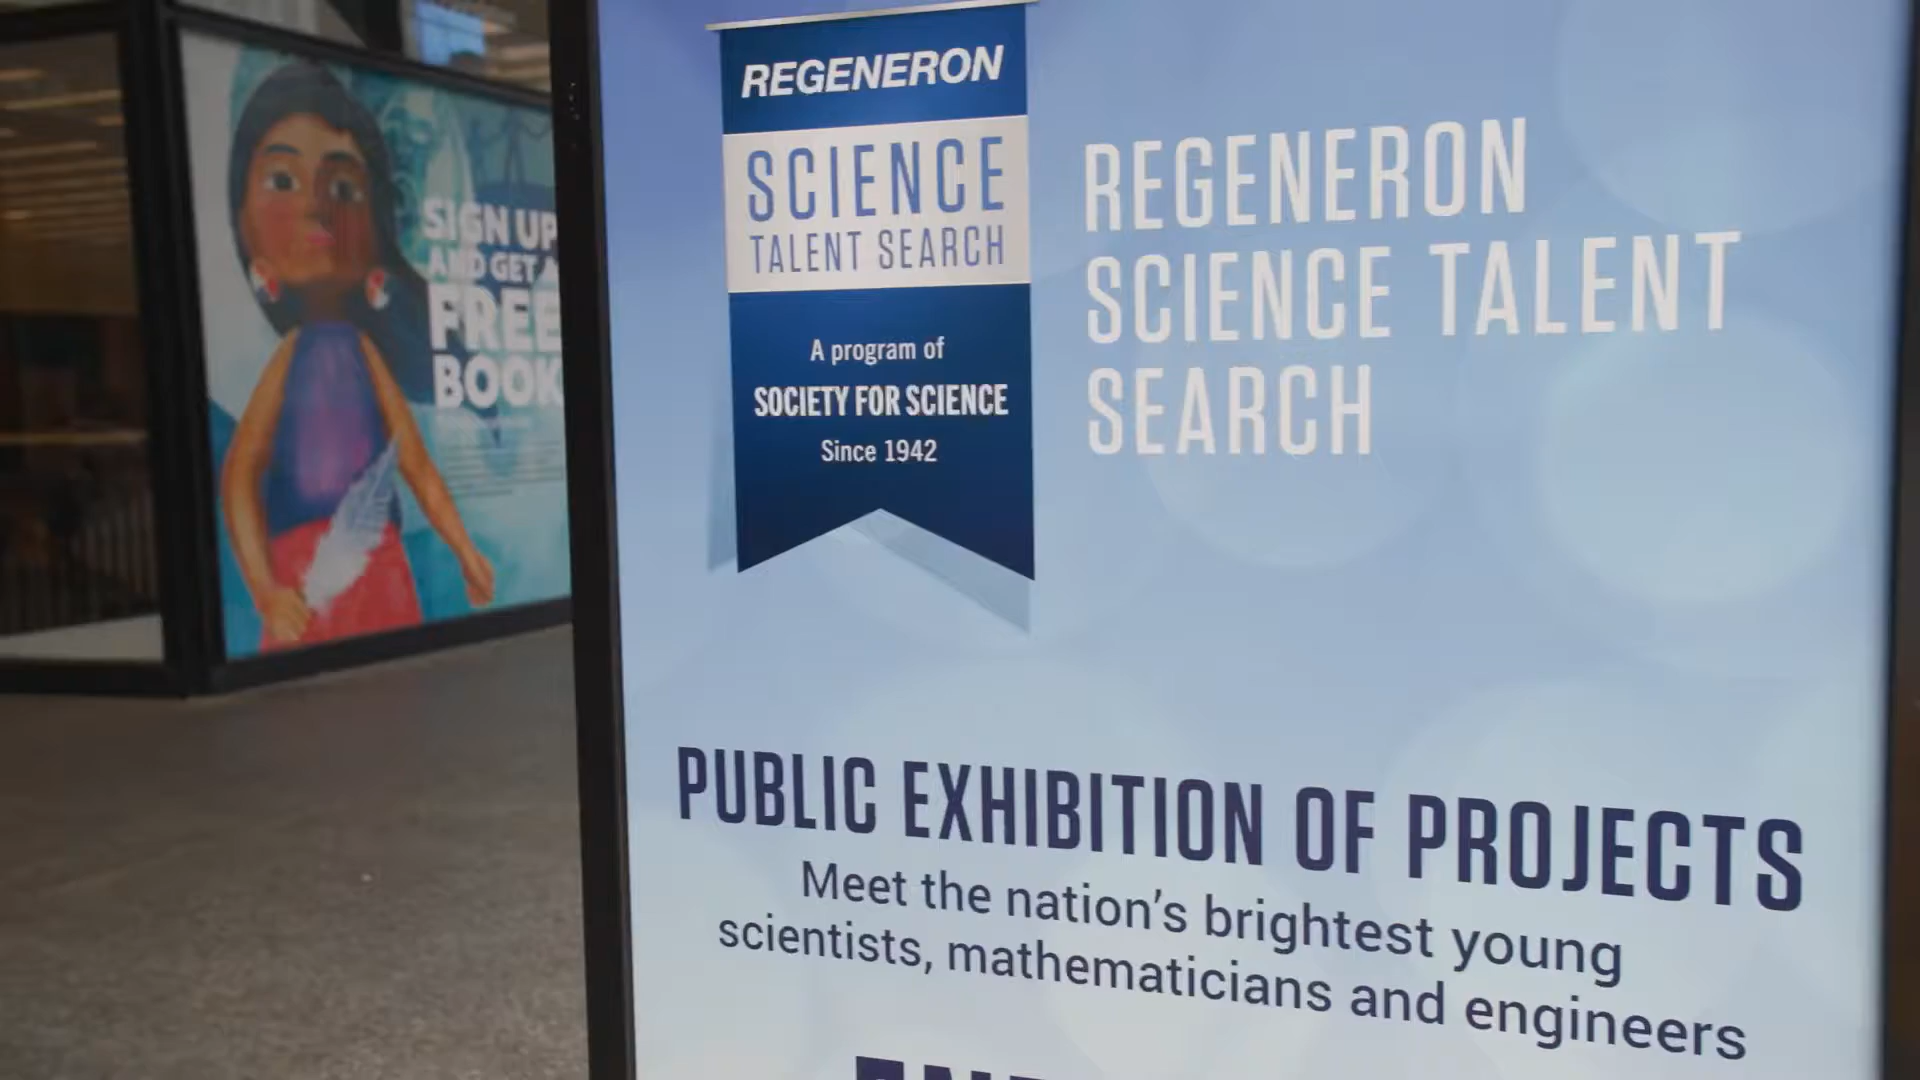 SIGN UP
AND GET A
FREE
BOOK
REGENERON
SCIENCE
TALENT SEARCH
A program of
SOCIETY FOR SCIENCE
Since 1942
REGENERON
SCIENCE TALENT
SEARCH
PUBLIC EXHIBITION OF PROJECTS
Meet the nation's brightest young
scientists, mathematicians and engineers